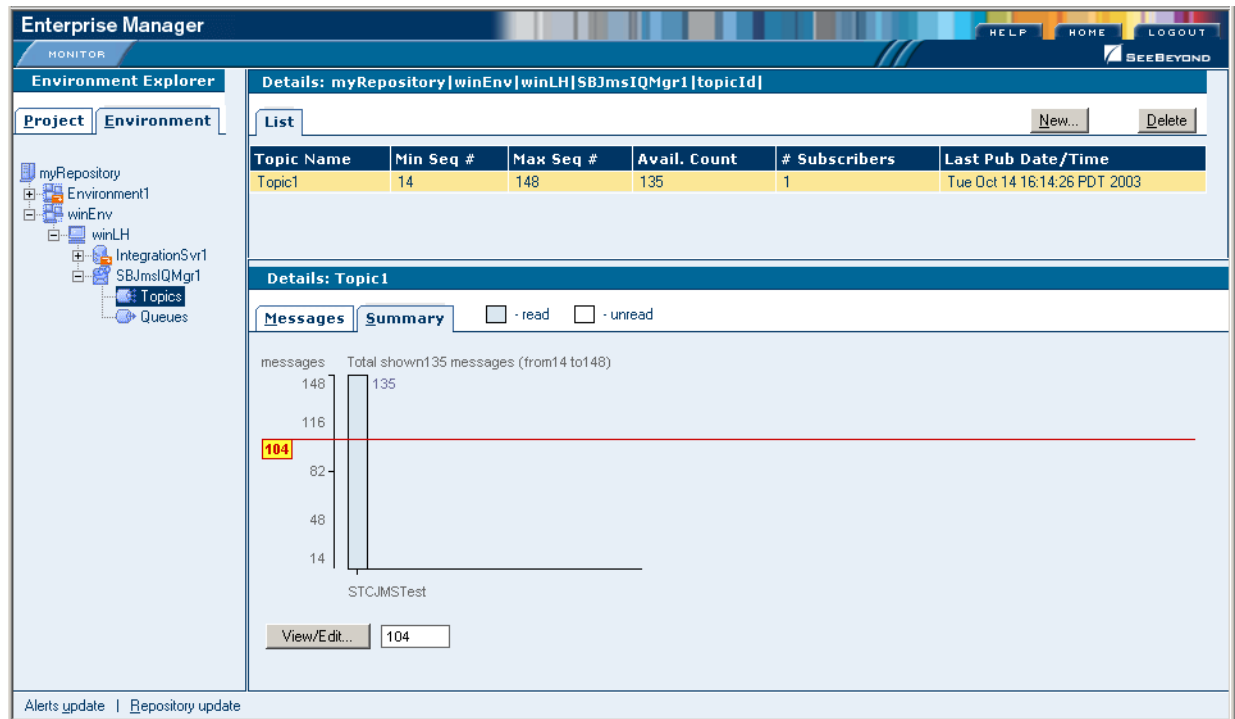 Enterprise Manager
HELP HOME LOGOUT
MONITOR
SEEBEYOND
Environment Explorer
Details: myRepository|winEnv|winLH|SBJmsIQMgr1|topicId|
Project Environment
List
New... Delete
Topic Name Min Seq # Max Seq # Avail. Count # Subscribers Last Pub Date/Time
Topic1 14 148 135 1 Tue Oct 14 16:14:26 PDT 2003
myRepository
Environment1
winEnv
winLH
IntegrationSvr1
SBJmsIQMgr1
Topics
Queues
Details: Topic1
Messages Summary - read - unread
messages Total shown135 messages (from14 to148)
148 135
116
104
82
48
14
STCJMSTest
View/Edit... 104
Alerts update | Repository update